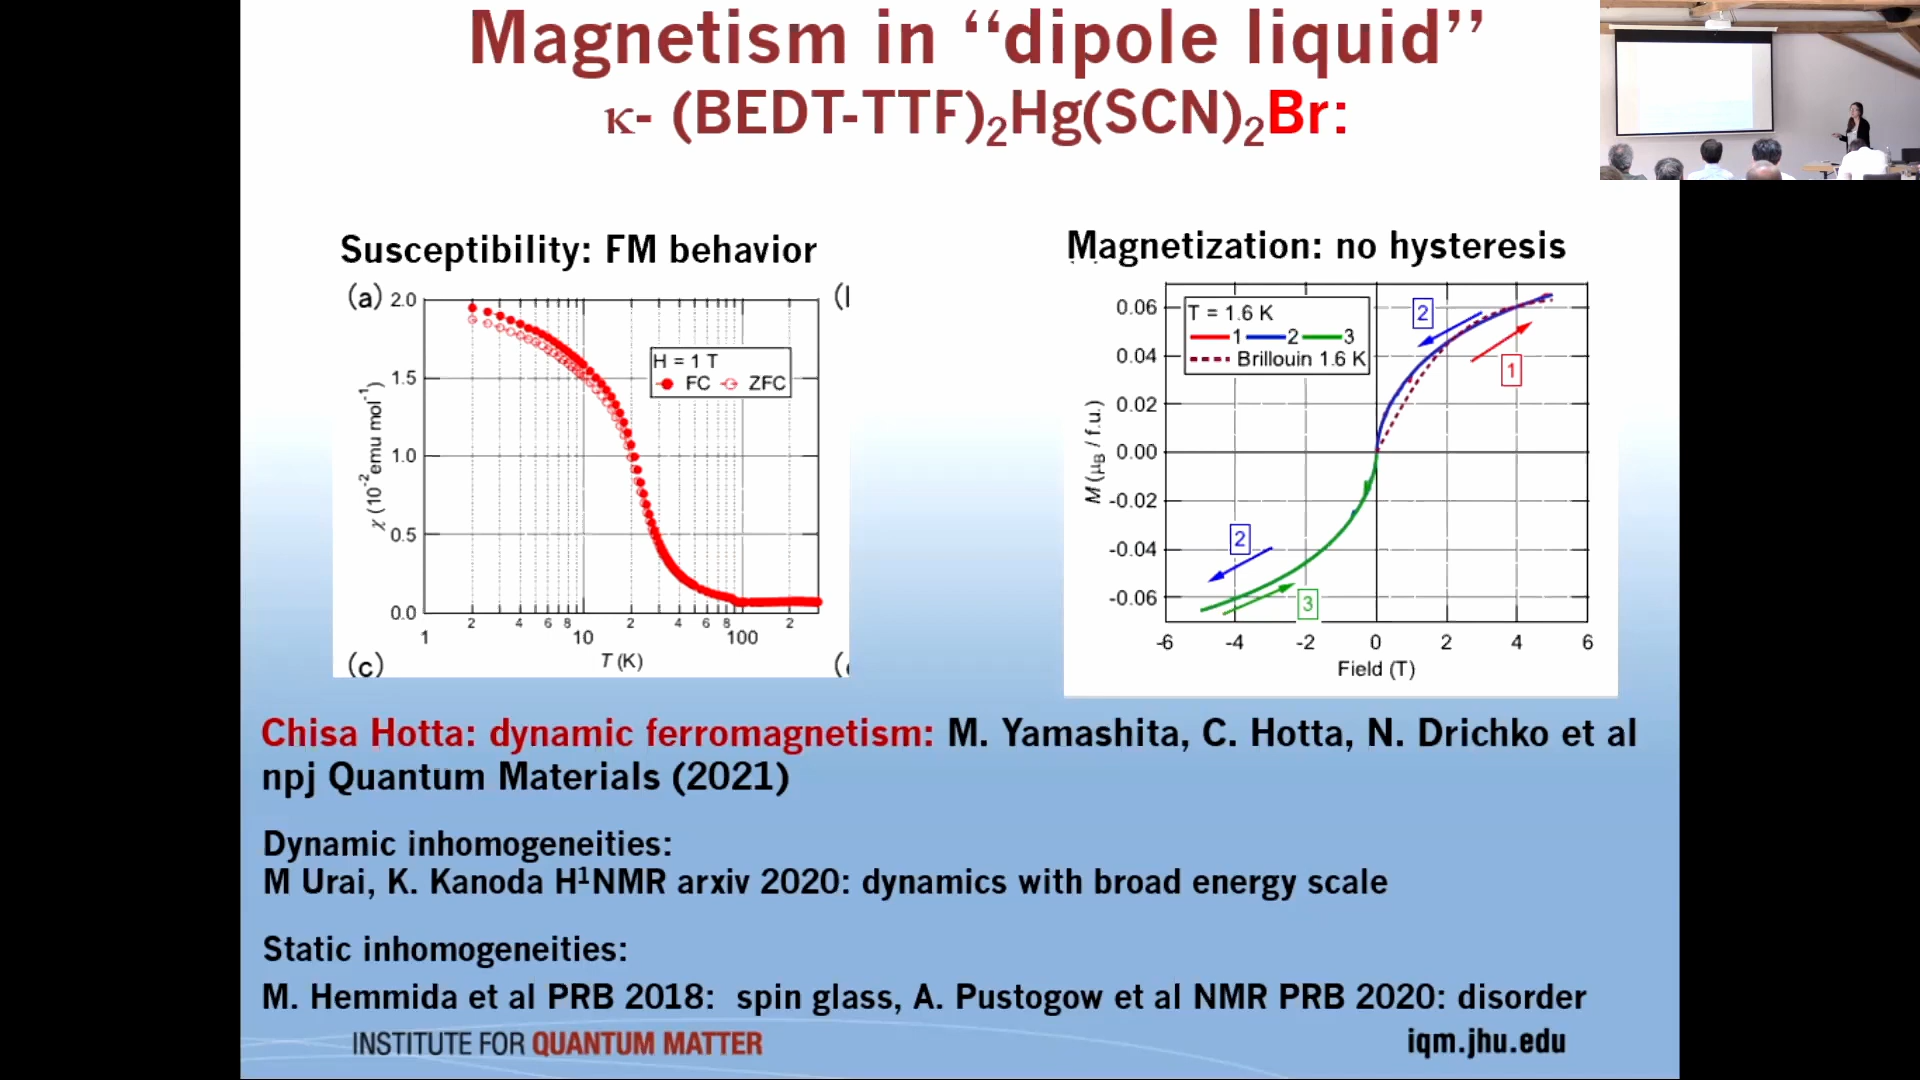 Magnetism in ‘‘dipole liquid’’
κ- (BEDT-TTF)₂Hg(SCN)₂Br:
Susceptibility: FM behavior
Magnetization: no hysteresis
(a)
2.0
1.5
1.0
0.5
0.0
χ (10⁻²emu mol⁻¹)
H = 1 T
FC ZFC
2 4 6 8 2 4 6 8 2
1 10 100
T (K)
(c)
0.06
0.04
0.02
0.00
-0.02
-0.04
-0.06
M (μB / f.u.)
T = 1.6 K
1 2 3
Brillouin 1.6 K
2
1
2
3
-6 -4 -2 0 2 4 6
Field (T)
Chisa Hotta: dynamic ferromagnetism: M. Yamashita, C. Hotta, N. Drichko et al
npj Quantum Materials (2021)
Dynamic inhomogeneities:
M Urai, K. Kanoda H¹NMR arxiv 2020: dynamics with broad energy scale
Static inhomogeneities:
M. Hemmida et al PRB 2018: spin glass, A. Pustogow et al NMR PRB 2020: disorder
INSTITUTE FOR QUANTUM MATTER
iqm.jhu.edu